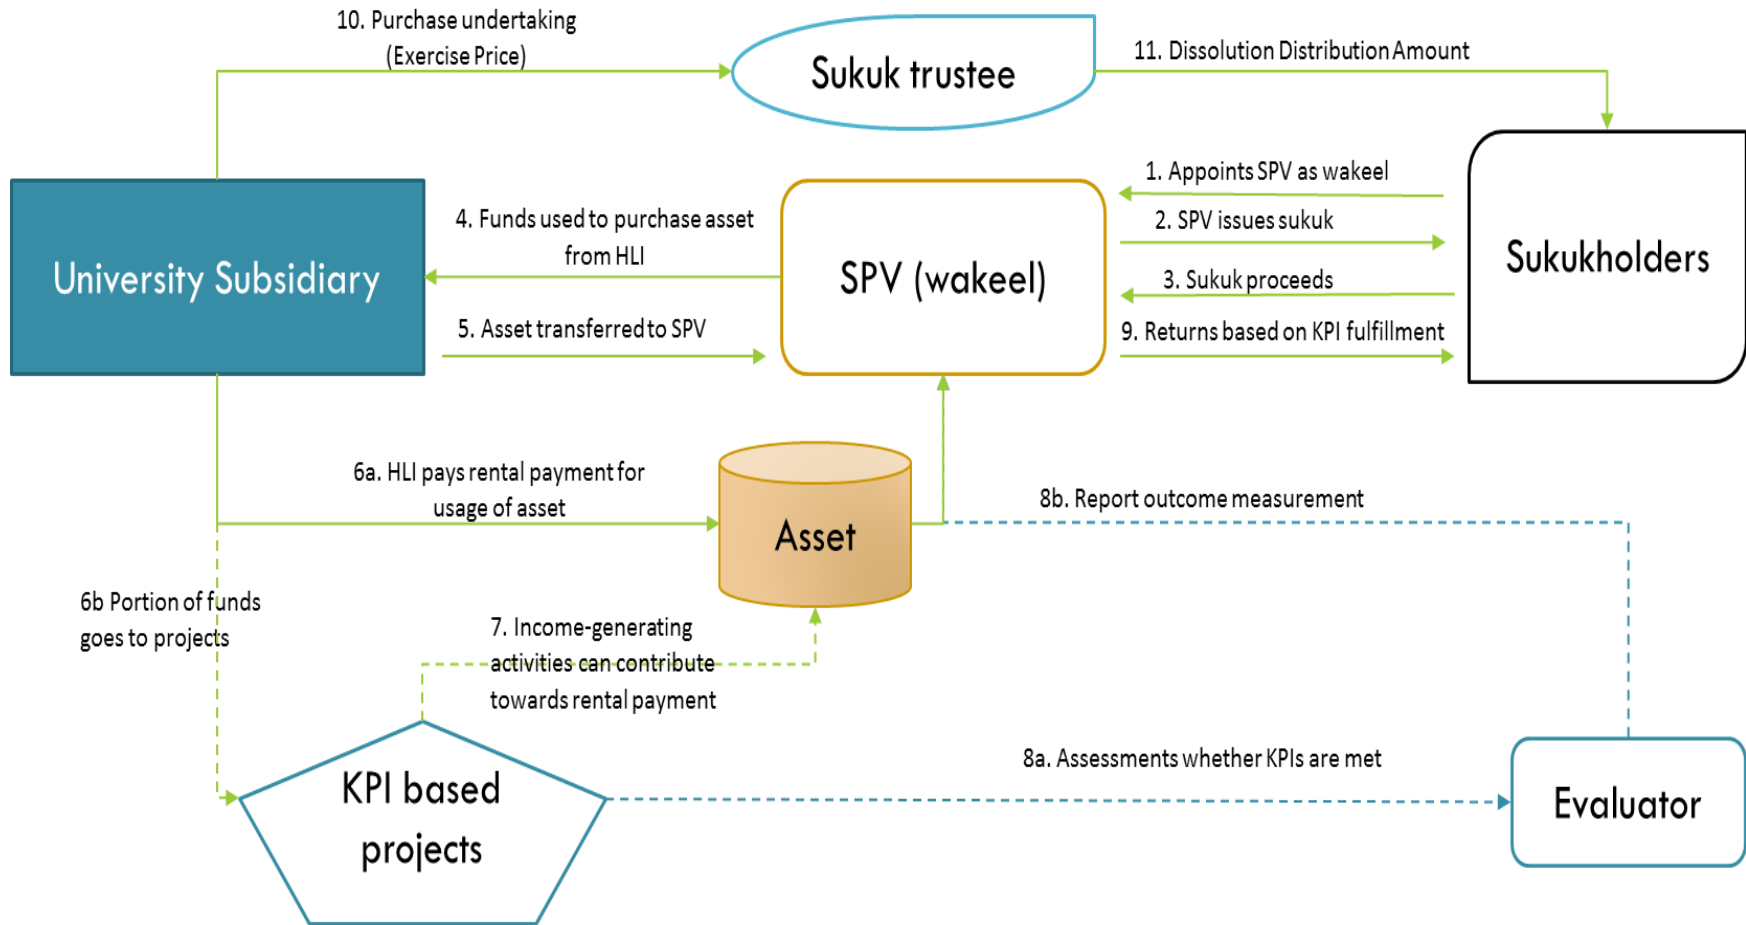 10. Purchase undertaking
(Exercise Price)
Sukuk trustee
11. Dissolution Distribution Amount
University Subsidiary
4. Funds used to purchase asset
from HLI
5. Asset transferred to SPV
SPV (wakeel)
1. Appoints SPV as wakeel
2. SPV issues sukuk
3. Sukuk proceeds
9. Returns based on KPI fulfillment
Sukukholders
6a. HLI pays rental payment for
usage of asset
Asset
8b. Report outcome measurement
6b Portion of funds
goes to projects
7. Income-generating
activities can contribute
towards rental payment
KPI based
projects
8a. Assessments whether KPIs are met
Evaluator